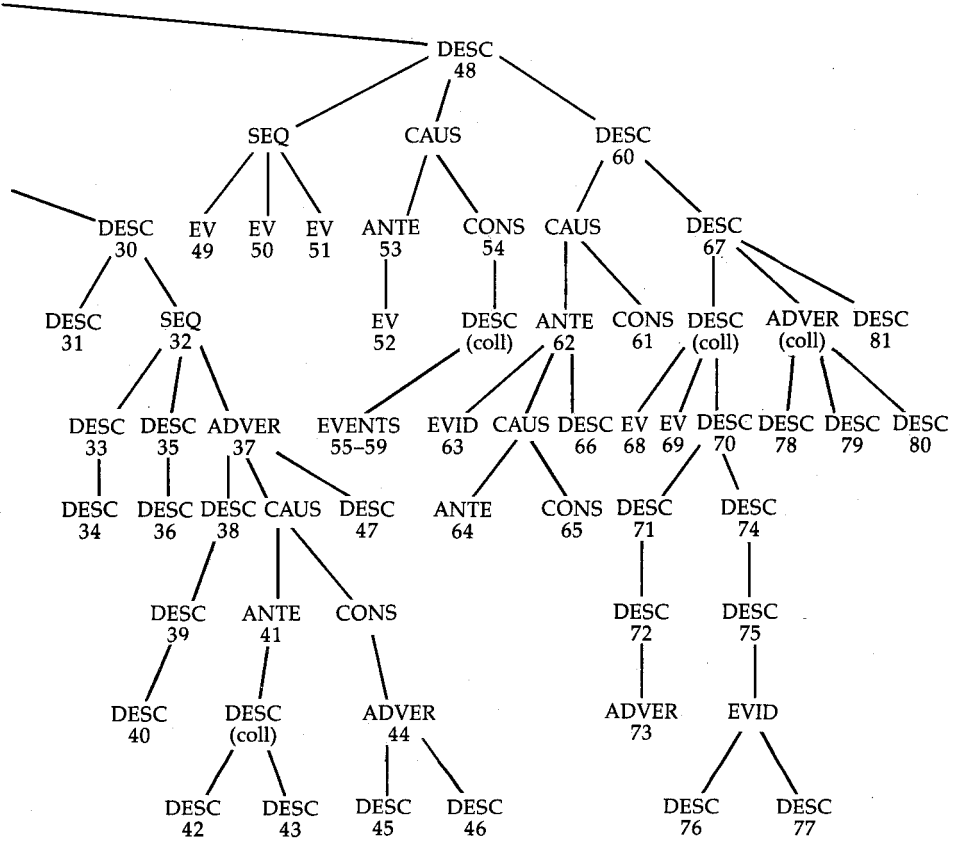 DESC
48
SEQ CAUS DESC
60
DESC EV EV EV ANTE CONS CAUS DESC
30 49 50 51 53 54 67
DESC SEQ EV DESC ANTE CONS DESC ADVER DESC
31 32 52 (coll) 62 61 (coll) (coll) 81
DESC DESC ADVER EVENTS EVID CAUS DESC EV EV DESC DESC DESC DESC
33 35 37 55–59 63 66 68 69 70 78 79 80
DESC DESC DESC CAUS DESC ANTE CONS DESC DESC
34 36 38 47 64 65 71 74
DESC ANTE CONS DESC DESC
39 41 72 75
DESC DESC ADVER ADVER EVID
40 (coll) 44 73
DESC DESC DESC DESC DESC DESC
42 43 45 46 76 77